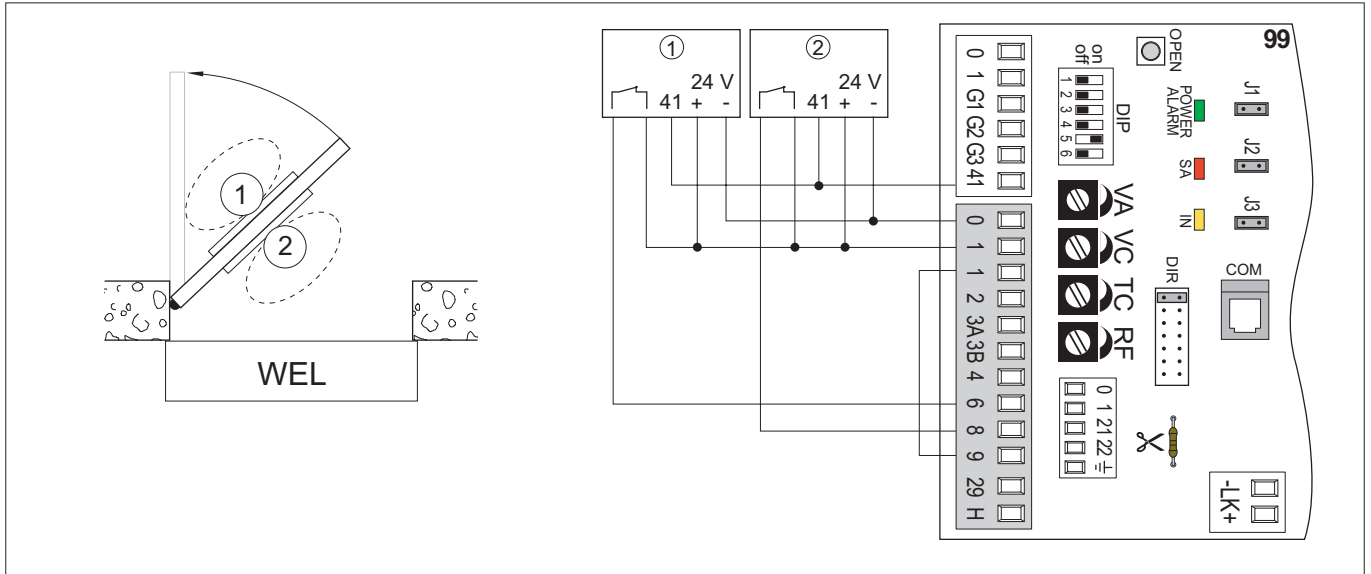 1
2
WEL
1
24 V
41 + -
2
24 V
41 + -
99
0
1
G1
G2
G3
41
0
1
1
2
3A
3B
4
6
8
9
29
H
on
off
1
2
3
4
5
6
DIP
OPEN
POWER
ALARM
SA
IN
J1
J2
J3
VA
VC
TC
RF
DIR
COM
0
1
21
22
-LK+